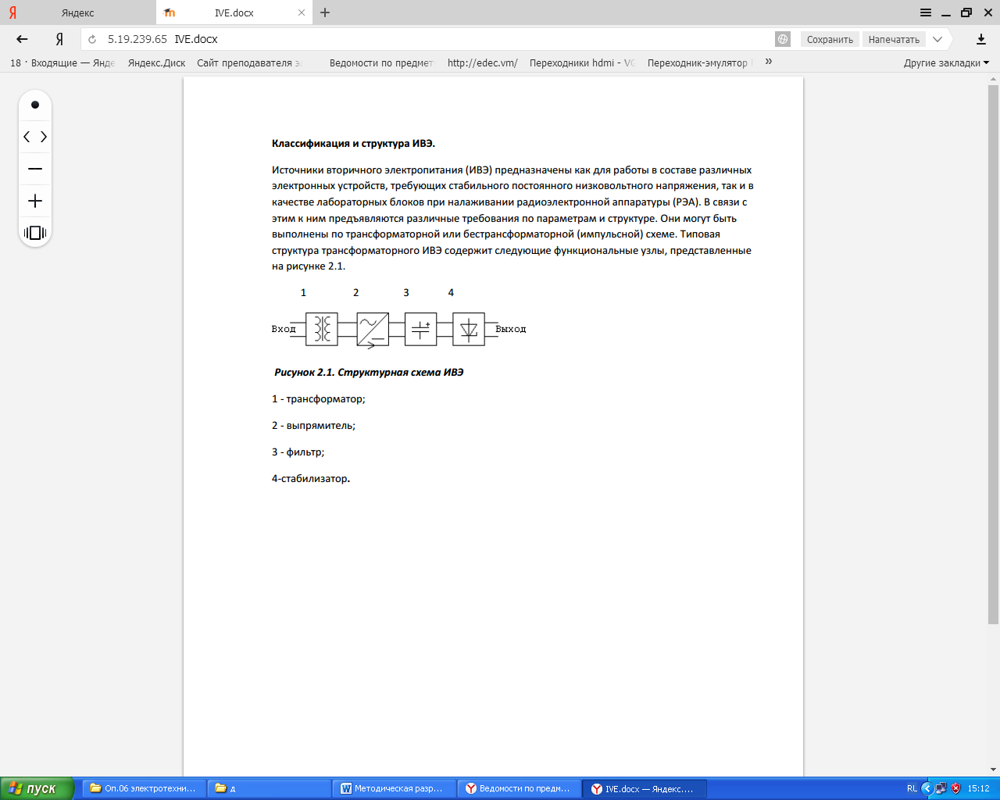 Яндекс
IVE.docx
5.19.239.65 IVE.docx
Сохранить
Напечатать
18 · Входящие — Янде
Яндекс.Диск
Сайт преподавателя э
Ведомости по предмет
http://edec.vm/
Переходники hdmi - VG
Переходник-эмулятор
»
Другие закладки
Классификация и структура ИВЭ.
Источники вторичного электропитания (ИВЭ) предназначены как для работы в составе различных
электронных устройств, требующих стабильного постоянного низковольтного напряжения, так и в
качестве лабораторных блоков при налаживании радиоэлектронной аппаратуры (РЭА). В связи с
этим к ним предъявляются различные требования по параметрам и структуре. Они могут быть
выполнены по трансформаторной или бестрансформаторной (импульсной) схеме. Типовая
структура трансформаторного ИВЭ содержит следующие функциональные узлы, представленные
на рисунке 2.1.
1 2 3 4
Вход Выход
Рисунок 2.1. Структурная схема ИВЭ
1 - трансформатор;
2 - выпрямитель;
3 - фильтр;
4-стабилизатор.
пуск
Оп.06 электротехни...
д
Методическая разр...
Ведомости по предм...
IVE.docx — Яндекс....
RL
15:12